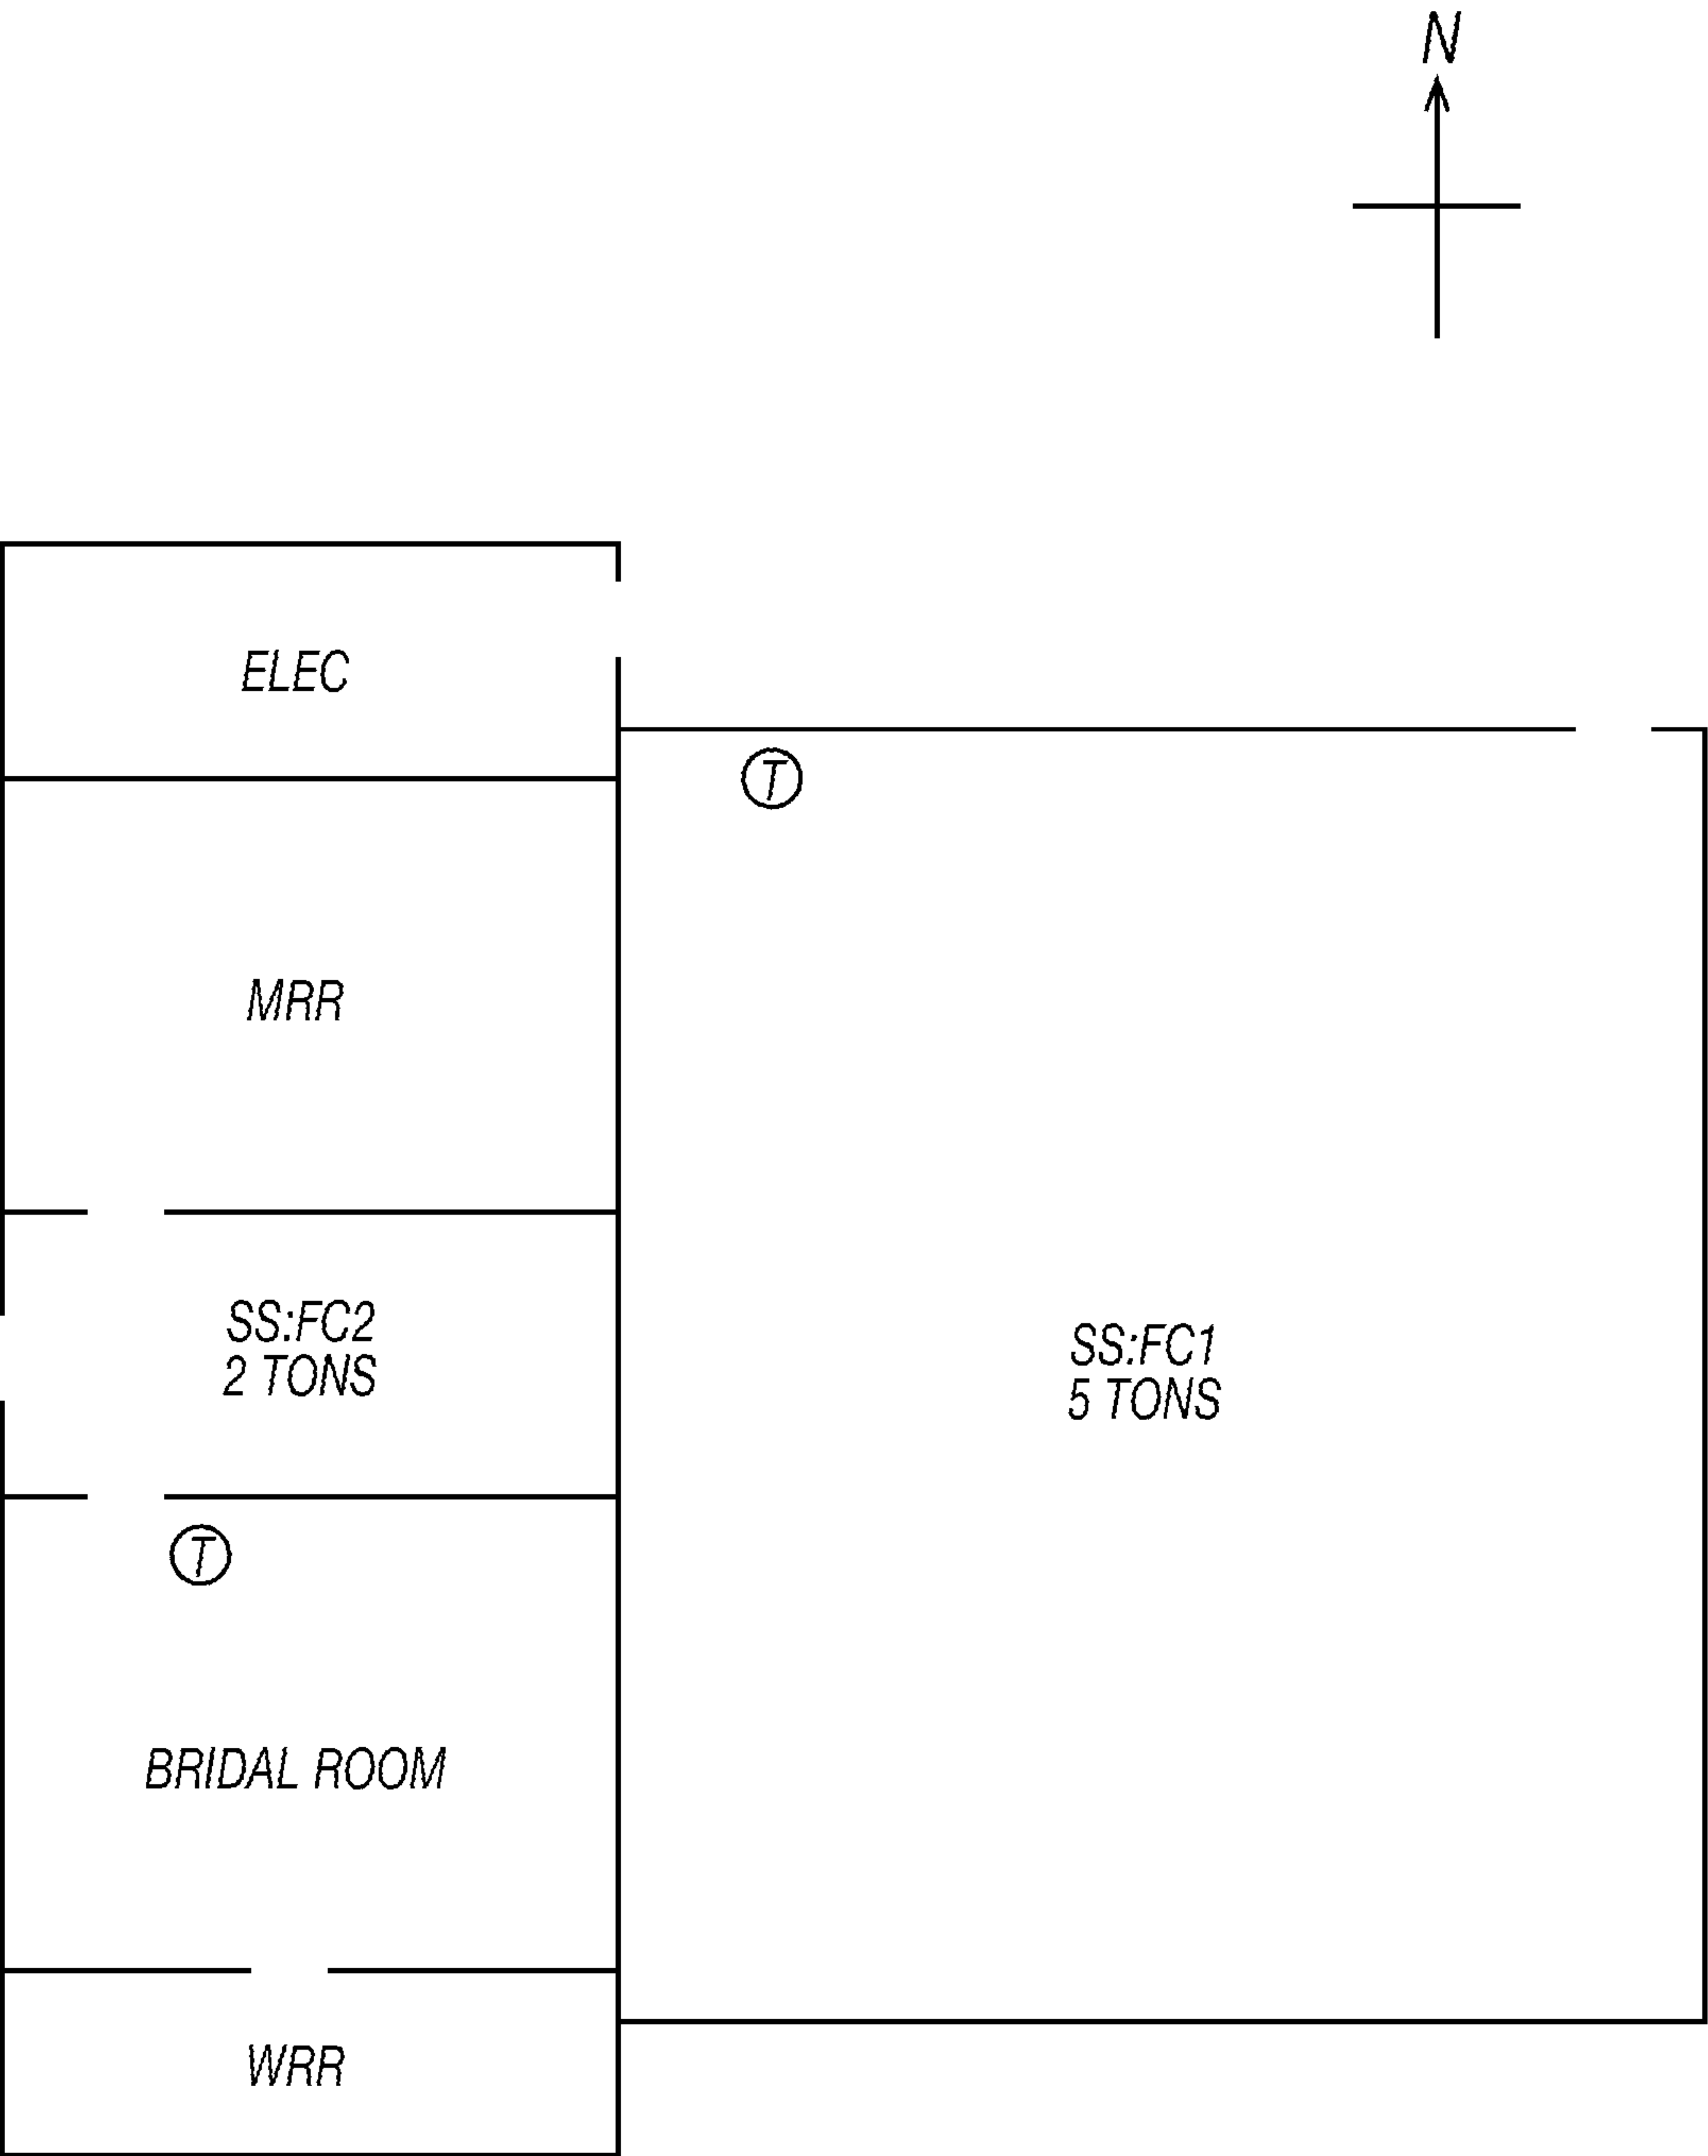 N
ELEC
T
MRR
SS:FC2
2 TONS
SS:FC1
5 TONS
T
BRIDAL ROOM
WRR